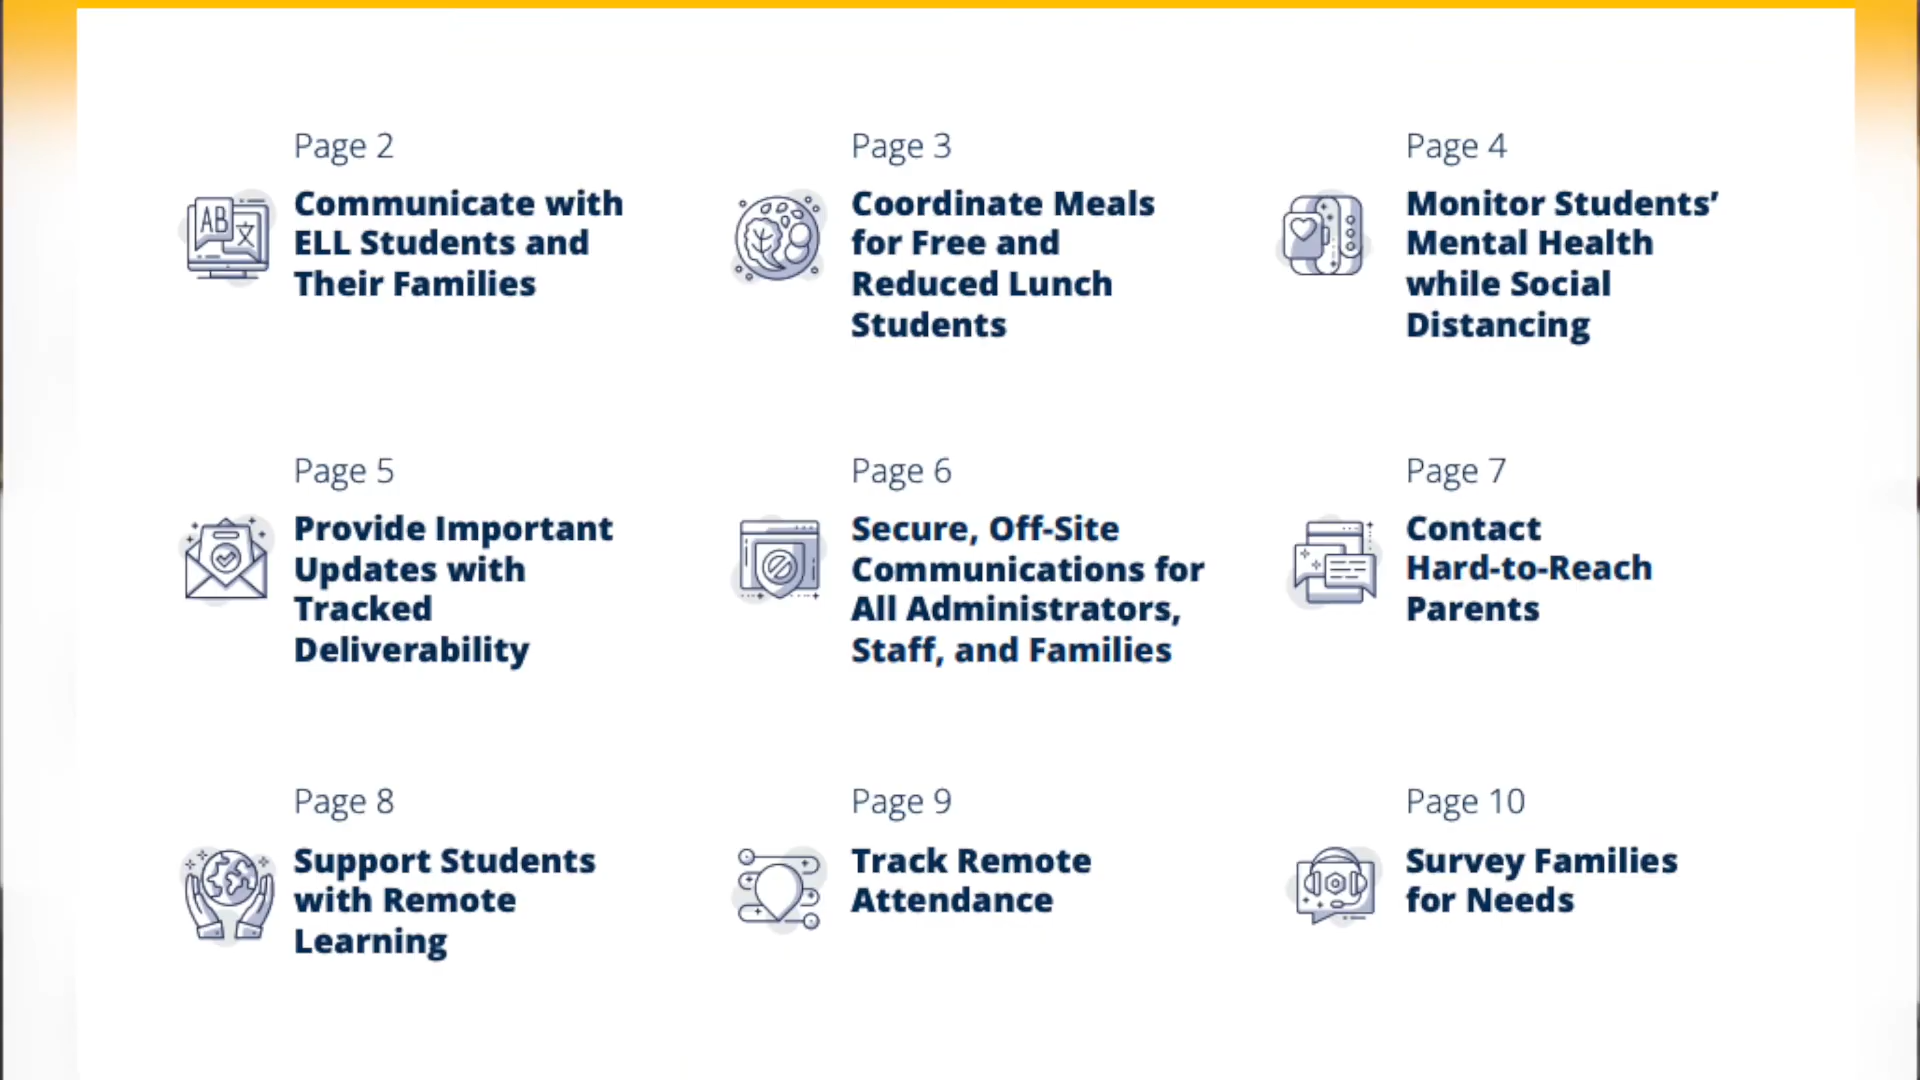 Page 2
Communicate with
ELL Students and
Their Families
Page 3
Coordinate Meals
for Free and
Reduced Lunch
Students
Page 4
Monitor Students’
Mental Health
while Social
Distancing
Page 5
Provide Important
Updates with
Tracked
Deliverability
Page 6
Secure, Off-Site
Communications for
All Administrators,
Staff, and Families
Page 7
Contact
Hard-to-Reach
Parents
Page 8
Support Students
with Remote
Learning
Page 9
Track Remote
Attendance
Page 10
Survey Families
for Needs
AB
文